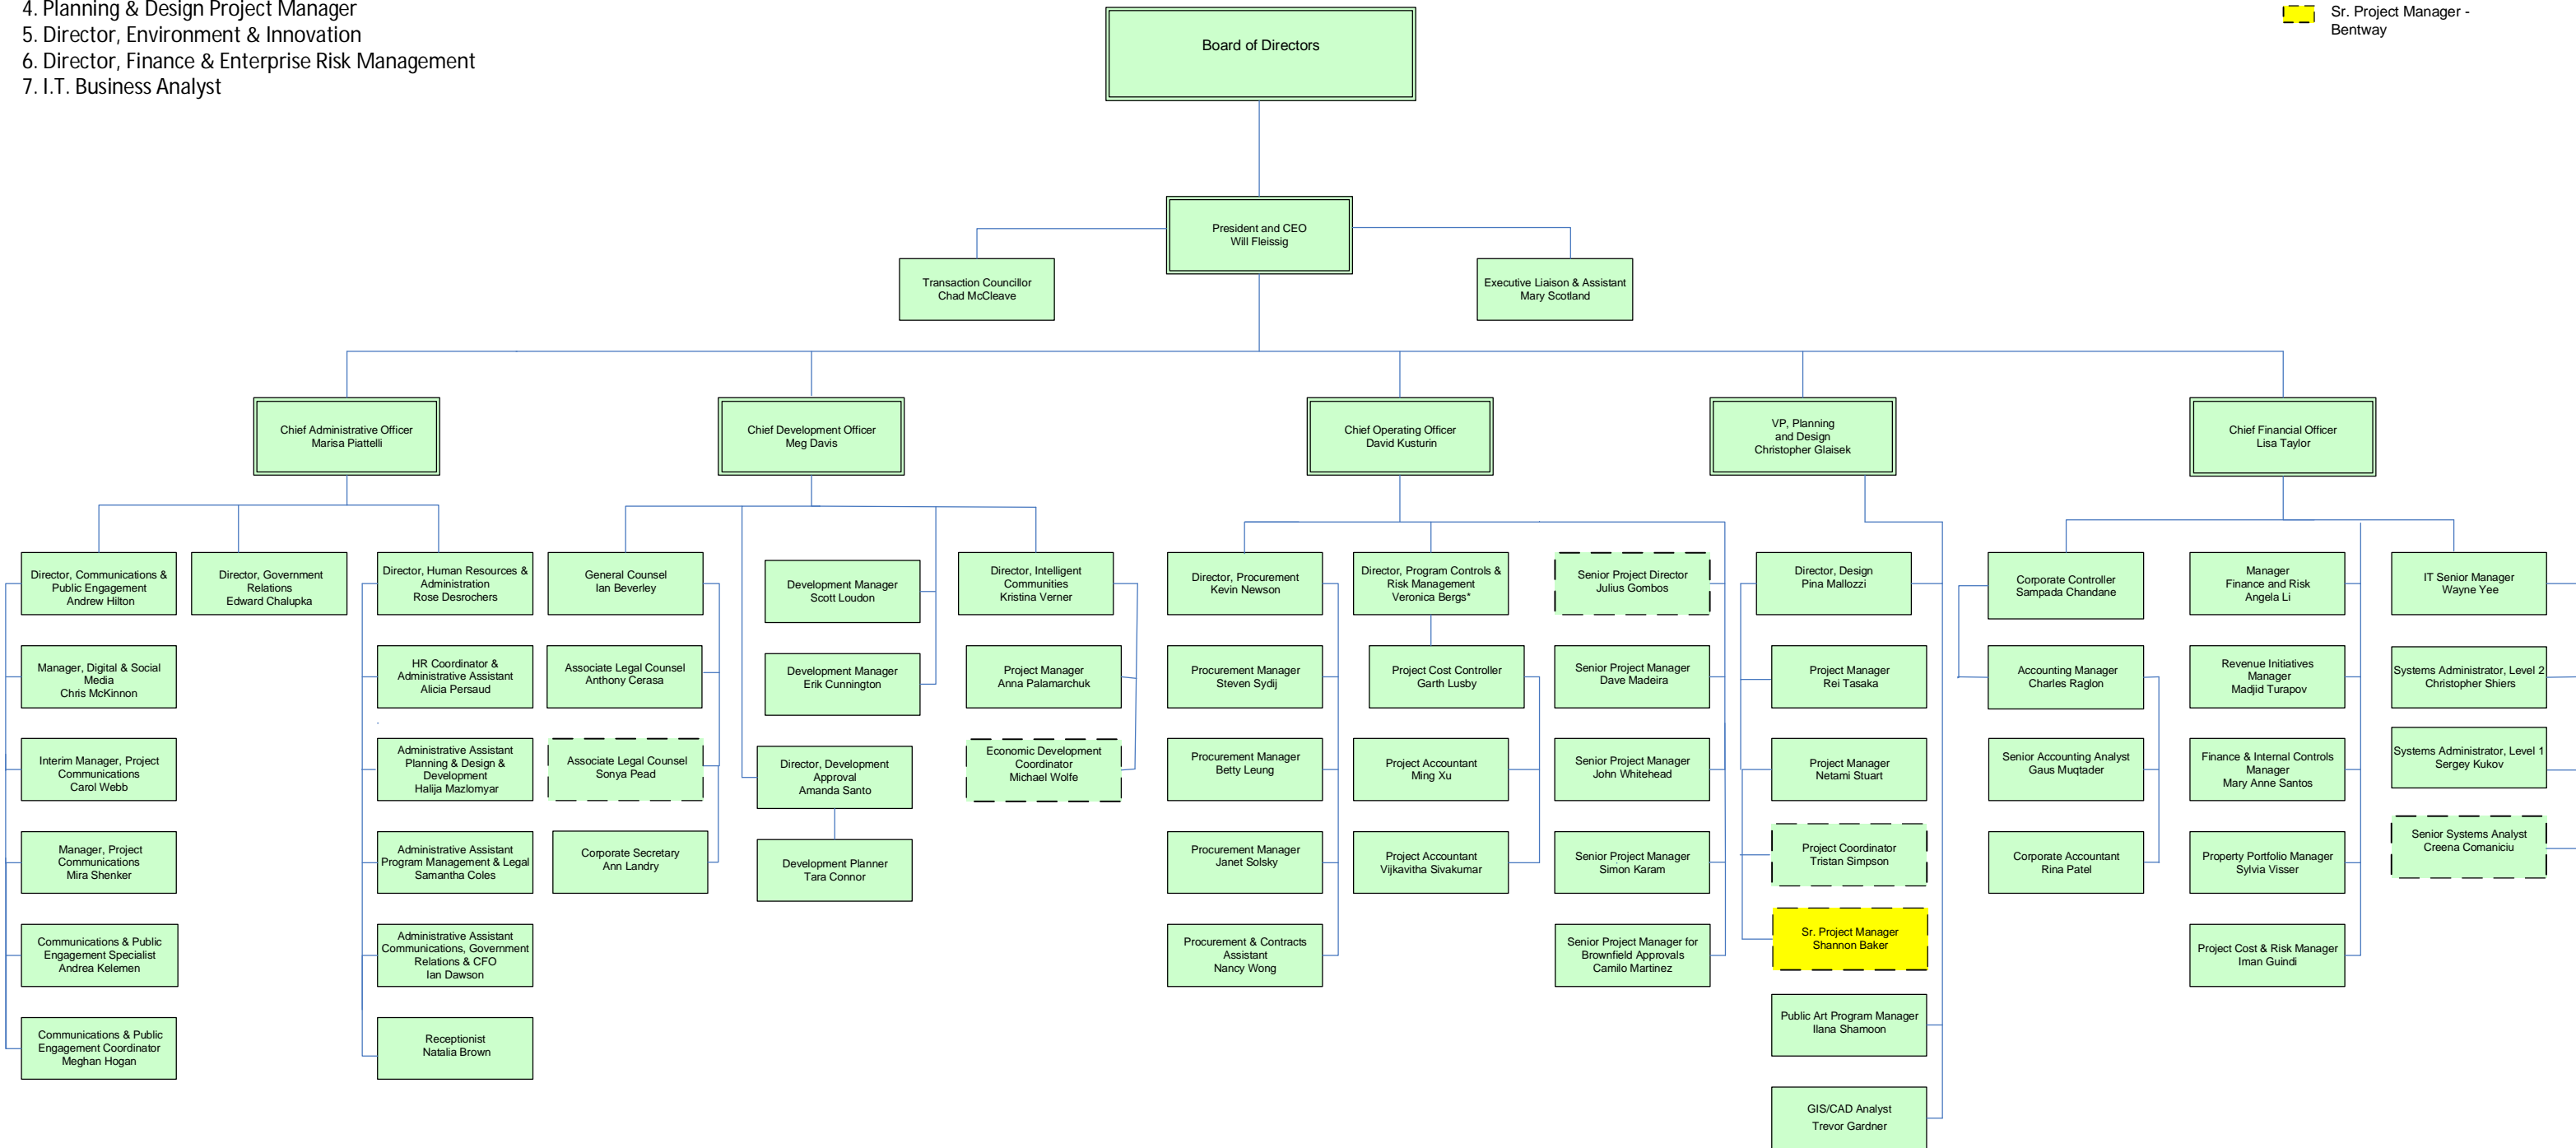 4. Planning & Design Project Manager
5. Director, Environment & Innovation
6. Director, Finance & Enterprise Risk Management
7. I.T. Business Analyst
Sr. Project Manager -
Bentway
Board of Directors
President and CEO
Will Fleissig
Transaction Councillor
Chad McCleave
Executive Liaison & Assistant
Mary Scotland
Chief Administrative Officer
Marisa Piattelli
Chief Development Officer
Meg Davis
Chief Operating Officer
David Kusturin
VP, Planning
and Design
Christopher Glaisek
Chief Financial Officer
Lisa Taylor
Director, Communications &
Public Engagement
Andrew Hilton
Manager, Digital & Social
Media
Chris McKinnon
Interim Manager, Project
Communications
Carol Webb
Manager, Project
Communications
Mira Shenker
Communications & Public
Engagement Specialist
Andrea Kelemen
Communications & Public
Engagement Coordinator
Meghan Hogan
Director, Government
Relations
Edward Chalupka
Director, Human Resources &
Administration
Rose Desrochers
HR Coordinator &
Administrative Assistant
Alicia Persaud
Administrative Assistant
Planning & Design &
Development
Halija Mazlomyar
Administrative Assistant
Program Management & Legal
Samantha Coles
Administrative Assistant
Communications, Government
Relations & CFO
Ian Dawson
Receptionist
Natalia Brown
General Counsel
Ian Beverley
Associate Legal Counsel
Anthony Cerasa
Associate Legal Counsel
Sonya Pead
Corporate Secretary
Ann Landry
Development Manager
Scott Loudon
Development Manager
Erik Cunnington
Director, Development
Approval
Amanda Santo
Development Planner
Tara Connor
Director, Intelligent
Communities
Kristina Verner
Project Manager
Anna Palamarchuk
Economic Development
Coordinator
Michael Wolfe
Director, Procurement
Kevin Newson
Procurement Manager
Steven Sydij
Procurement Manager
Betty Leung
Procurement Manager
Janet Solsky
Procurement & Contracts
Assistant
Nancy Wong
Director, Program Controls &
Risk Management
Veronica Bergs*
Project Cost Controller
Garth Lusby
Project Accountant
Ming Xu
Project Accountant
Vijkavitha Sivakumar
Senior Project Director
Julius Gombos
Senior Project Manager
Dave Madeira
Senior Project Manager
John Whitehead
Senior Project Manager
Simon Karam
Senior Project Manager for
Brownfield Approvals
Camilo Martinez
Director, Design
Pina Mallozzi
Project Manager
Rei Tasaka
Project Manager
Netami Stuart
Project Coordinator
Tristan Simpson
Sr. Project Manager
Shannon Baker
Public Art Program Manager
Ilana Shamoon
GIS/CAD Analyst
Trevor Gardner
Corporate Controller
Sampada Chandane
Accounting Manager
Charles Raglon
Senior Accounting Analyst
Gaus Muqtader
Corporate Accountant
Rina Patel
Manager
Finance and Risk
Angela Li
Revenue Initiatives
Manager
Madjid Turapov
Finance & Internal Controls
Manager
Mary Anne Santos
Property Portfolio Manager
Sylvia Visser
Project Cost & Risk Manager
Iman Guindi
IT Senior Manager
Wayne Yee
Systems Administrator, Level 2
Christopher Shiers
Systems Administrator, Level 1
Sergey Kukov
Senior Systems Analyst
Creena Comaniciu